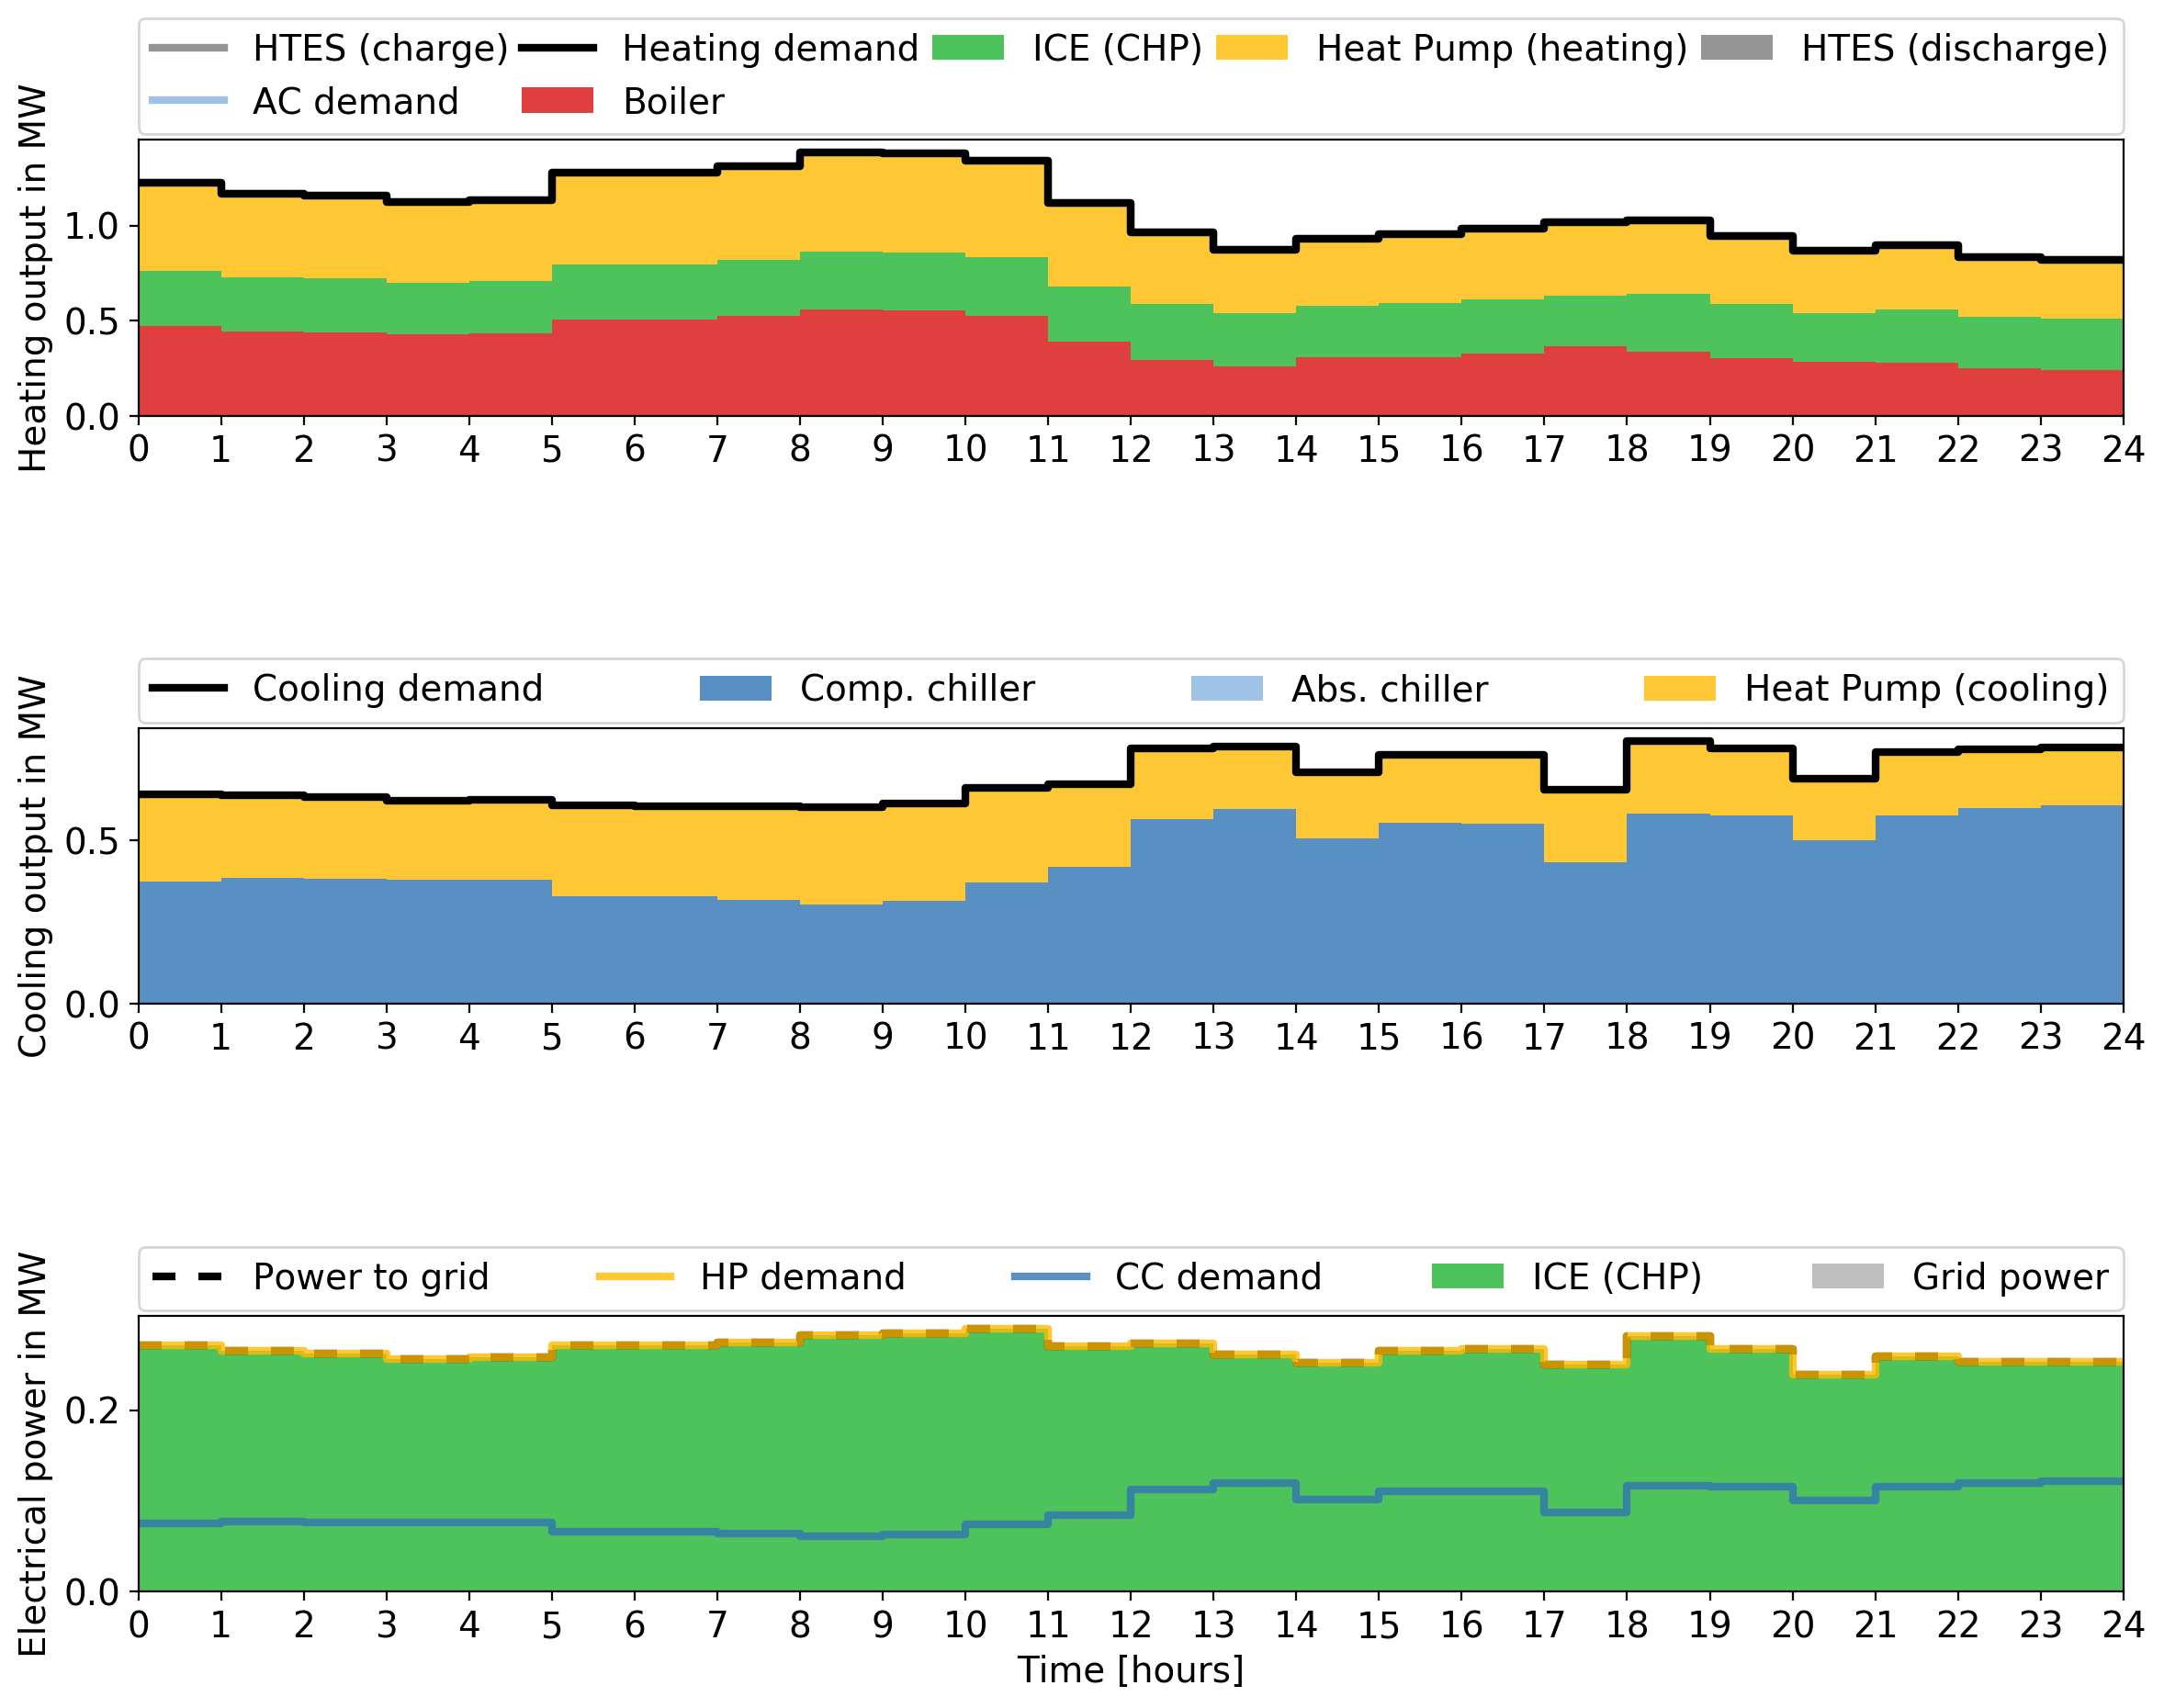 HTES (charge) Heating demand ICE (CHP) Heat Pump (heating) HTES (discharge)
AC demand Boiler
Heating output in MW
1.0
0.5
0.0
0 1 2 3 4 5 6 7 8 9 10 11 12 13 14 15 16 17 18 19 20 21 22 23 24
Cooling demand Comp. chiller Abs. chiller Heat Pump (cooling)
Cooling output in MW
0.5
0.0
0 1 2 3 4 5 6 7 8 9 10 11 12 13 14 15 16 17 18 19 20 21 22 23 24
Power to grid HP demand CC demand ICE (CHP) Grid power
Electrical power in MW
0.2
0.0
0 1 2 3 4 5 6 7 8 9 10 11 12 13 14 15 16 17 18 19 20 21 22 23 24
Time [hours]